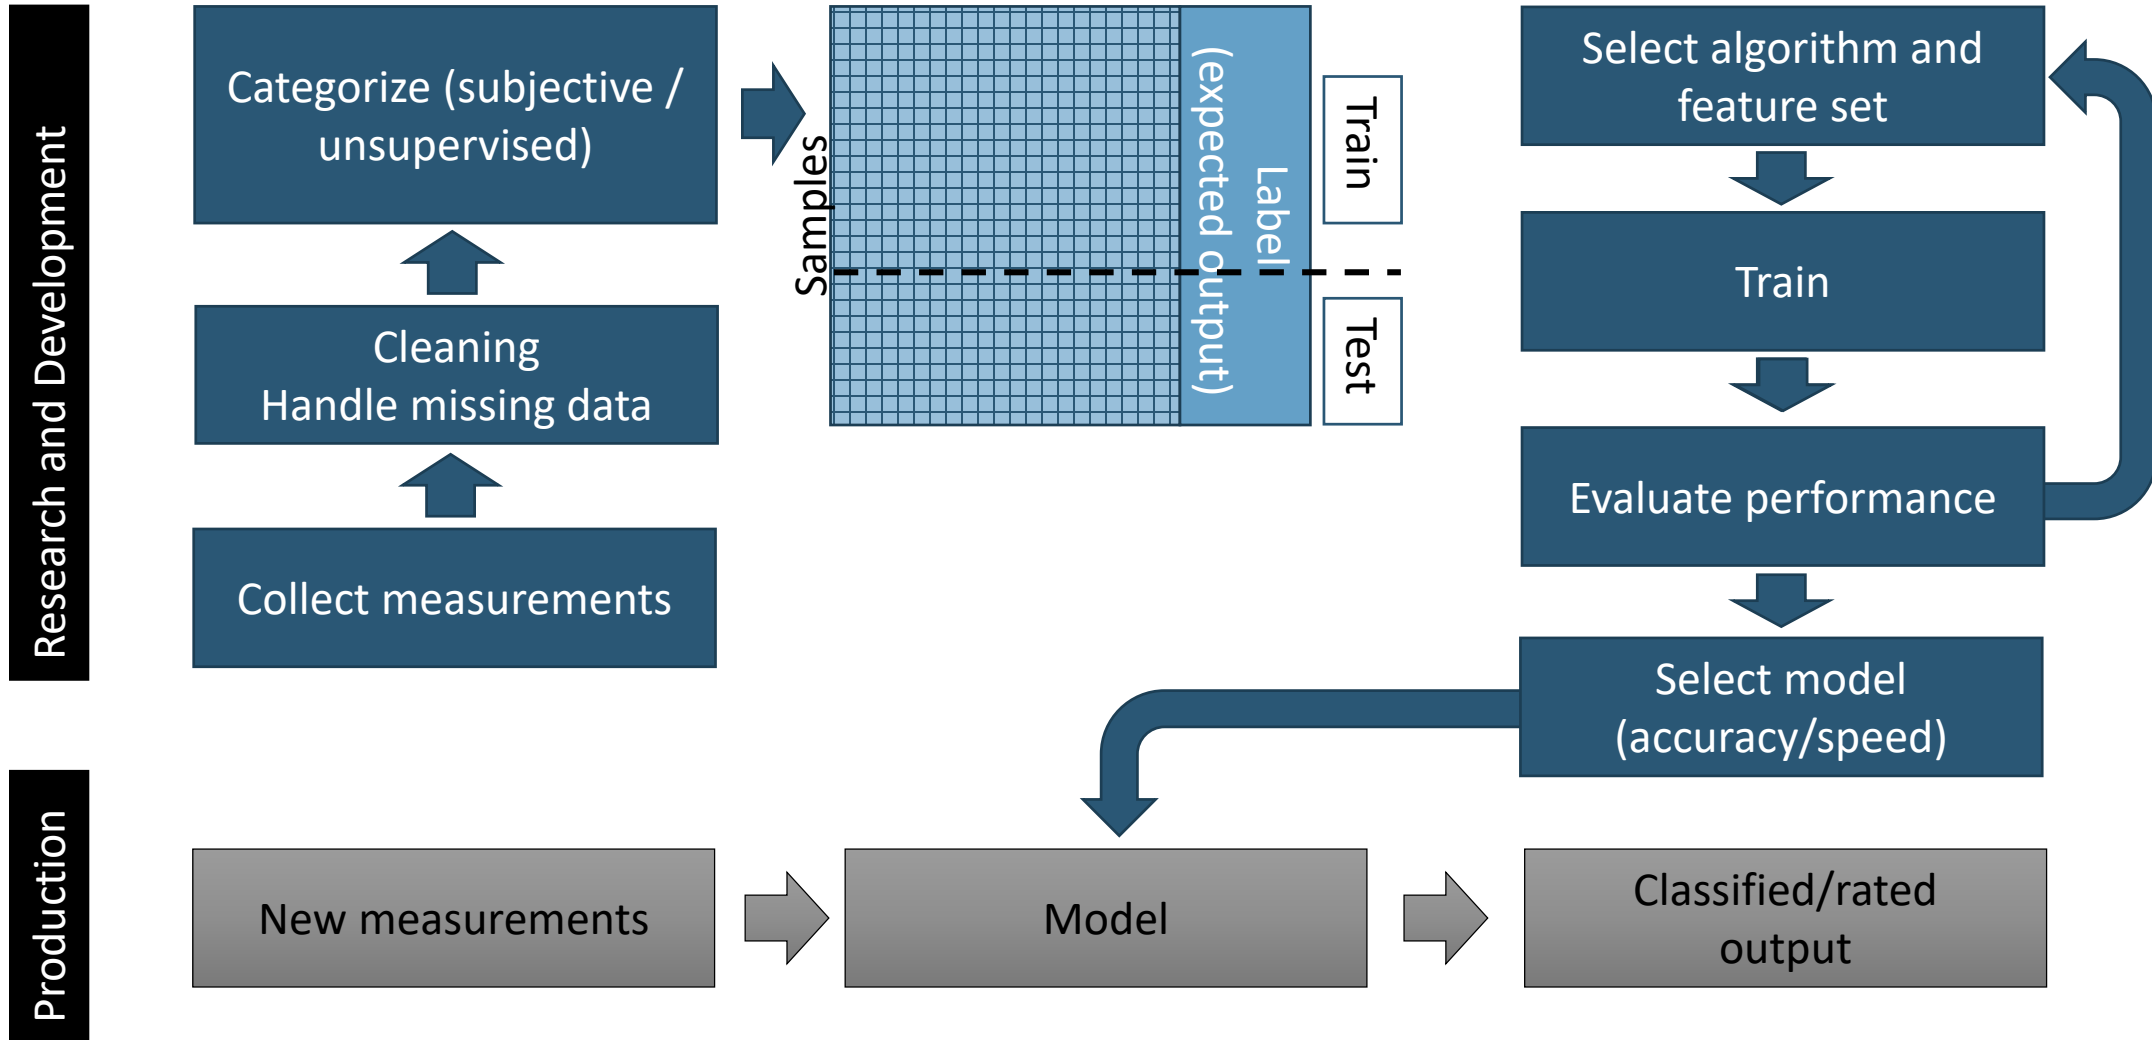 Research and Development
Categorize (subjective /
unsupervised)
Cleaning
Handle missing data
Collect measurements
Samples
Label
(expected output)
Train
Test
Select algorithm and
feature set
Train
Evaluate performance
Select model
(accuracy/speed)
Production
New measurements
Model
Classified/rated
output